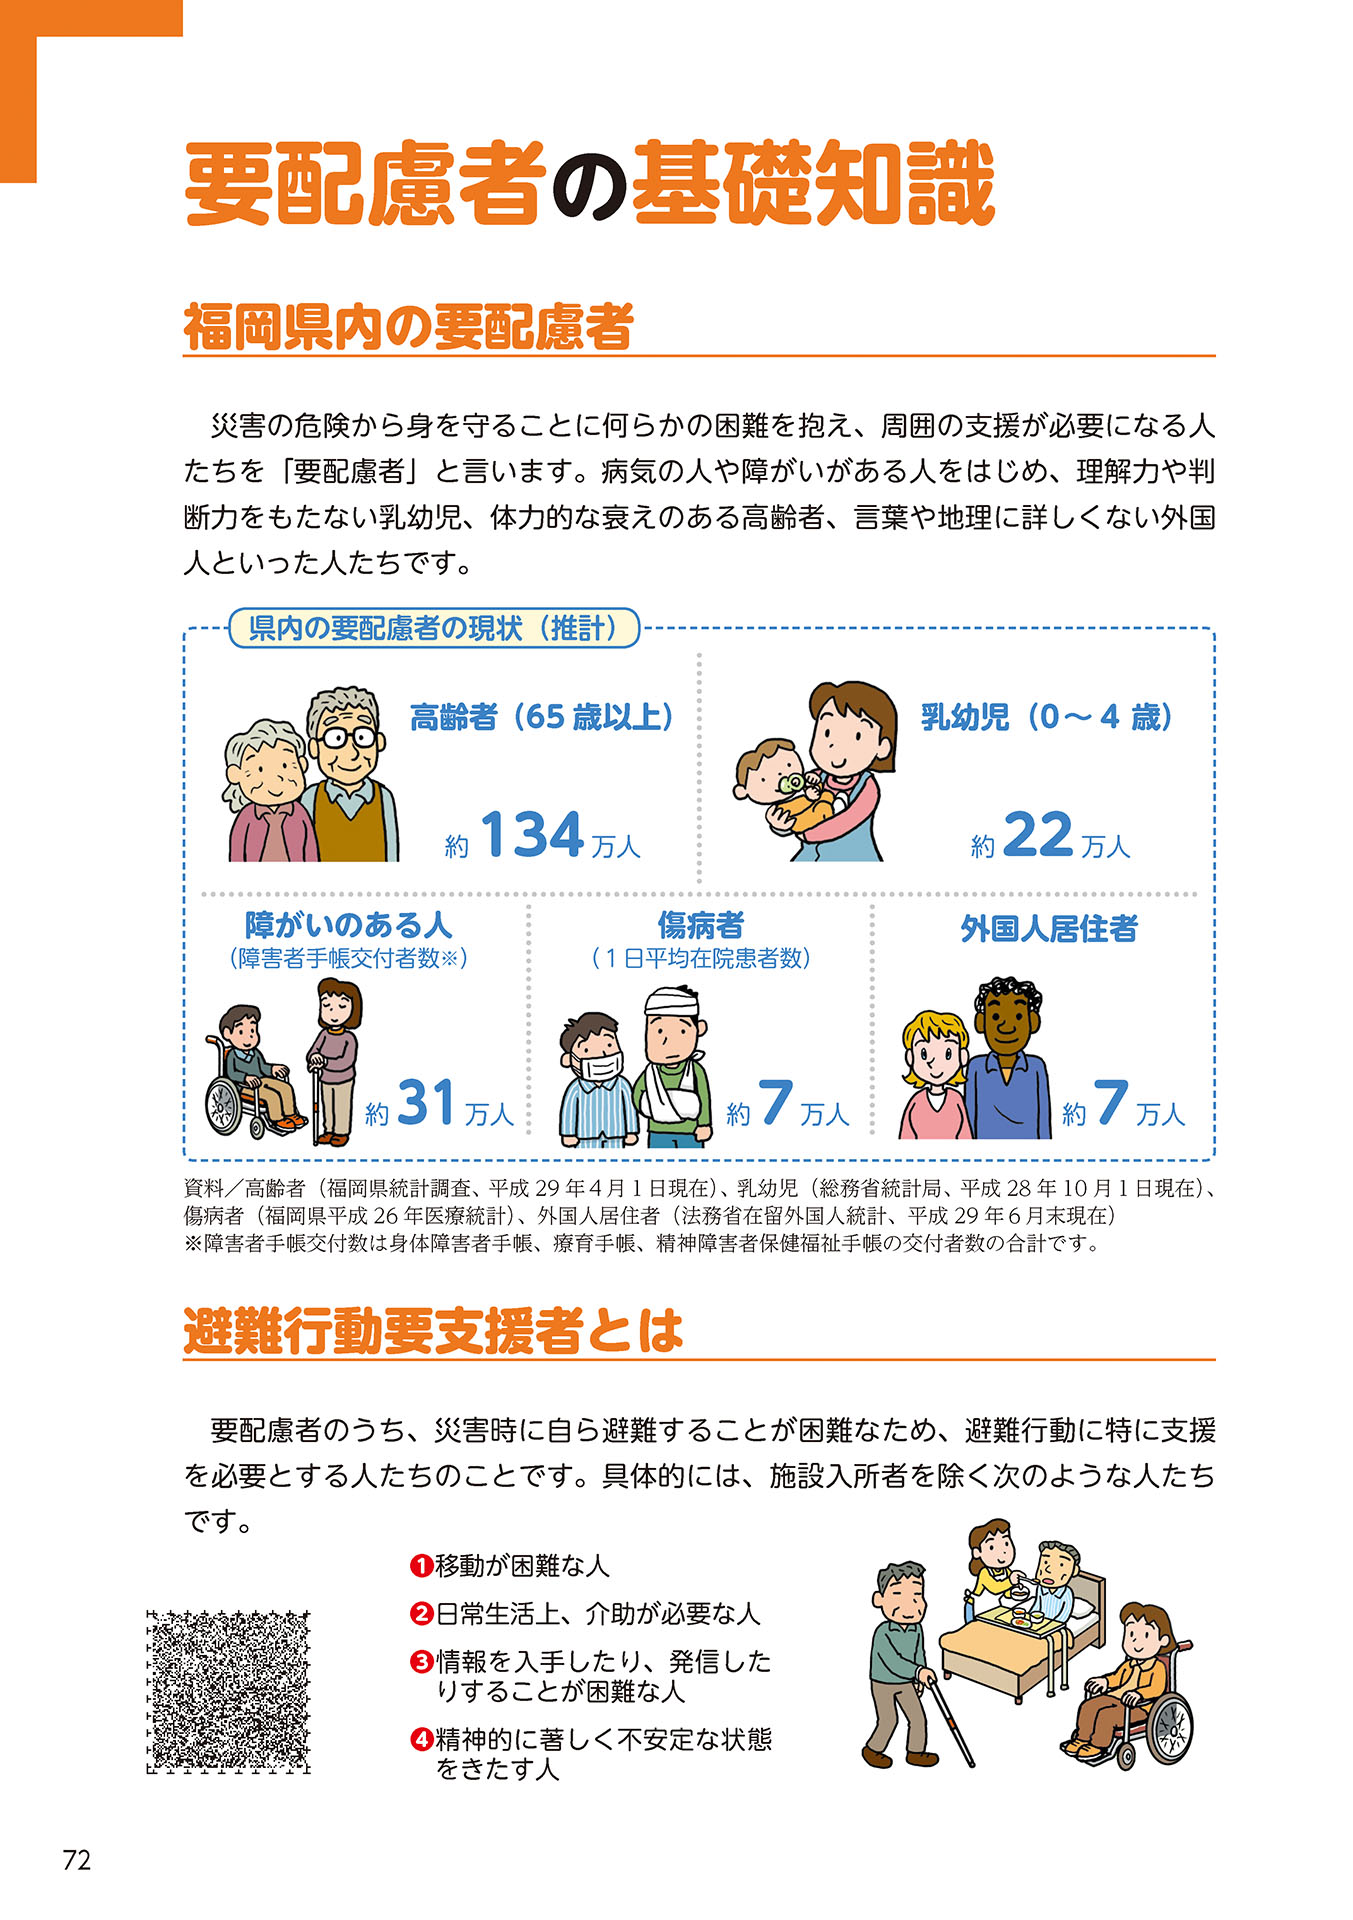 要配慮者の基礎知識
福岡県内の要配慮者
災害の危険から身を守ることに何らかの困難を抱え、周囲の支援が必要になる人
たちを「要配慮者」と言います。病気の人や障がいがある人をはじめ、理解力や判
断力をもたない乳幼児、体力的な衰えのある高齢者、言葉や地理に詳しくない外国
人といった人たちです。
県内の要配慮者の現状（推計）
高齢者（65歳以上）
約134万人
乳幼児（0〜4歳）
約22万人
障がいのある人
（障害者手帳交付者数※）
約31万人
傷病者
（1日平均在院患者数）
約7万人
外国人居住者
約7万人
資料／高齢者（福岡県統計調査、平成29年4月1日現在）、乳幼児（総務省統計局、平成28年10月1日現在）、
傷病者（福岡県平成26年医療統計）、外国人居住者（法務省在留外国人統計、平成29年6月末現在）
※障害者手帳交付数は身体障害者手帳、療育手帳、精神障害者保健福祉手帳の交付者数の合計です。
避難行動要支援者とは
要配慮者のうち、災害時に自ら避難することが困難なため、避難行動に特に支援
を必要とする人たちのことです。具体的には、施設入所者を除く次のような人たち
です。
❶移動が困難な人
❷日常生活上、介助が必要な人
❸情報を入手したり、発信した
りすることが困難な人
❹精神的に著しく不安定な状態
をきたす人
72